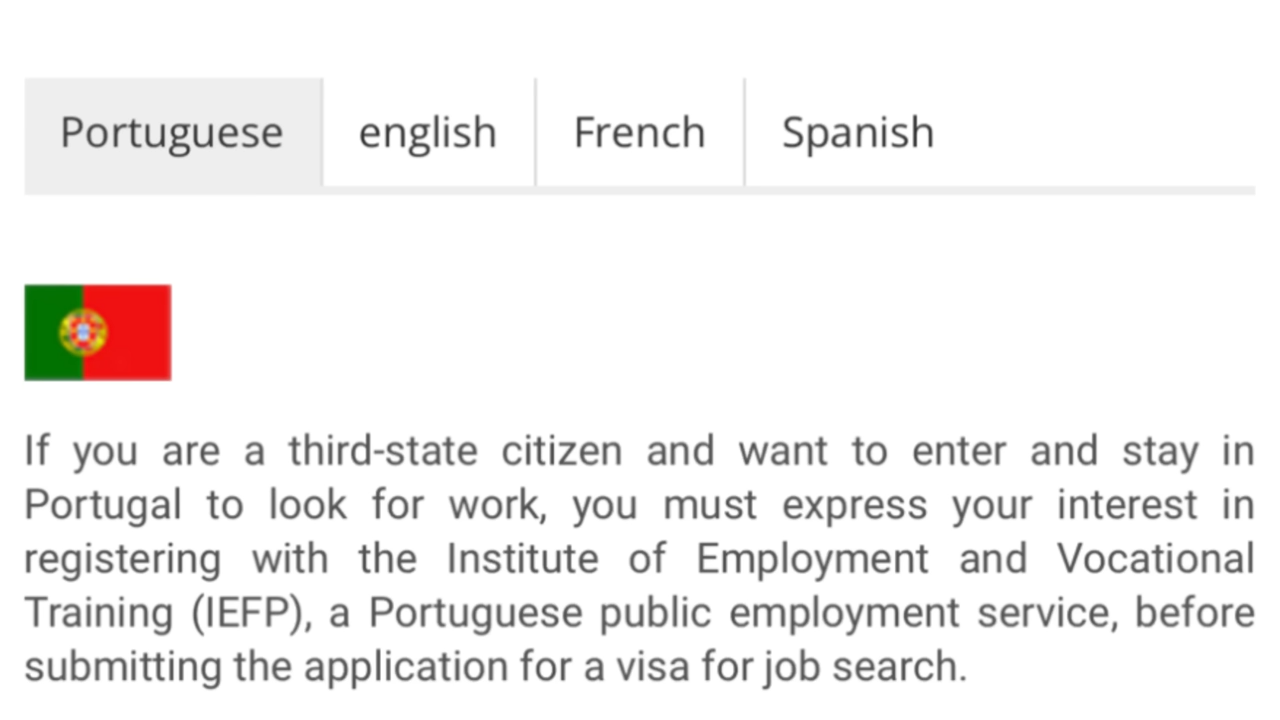 Portuguese english French Spanish
If you are a third-state citizen and want to enter and stay in
Portugal to look for work, you must express your interest in
registering with the Institute of Employment and Vocational
Training (IEFP), a Portuguese public employment service, before
submitting the application for a visa for job search.